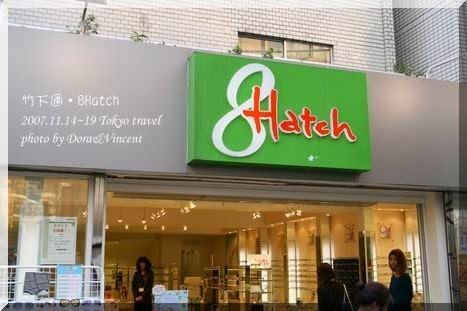 竹下通•8Hatch
2007.11.14~19 Tokyo travel
photo by Dora&Vincent
8Hatch